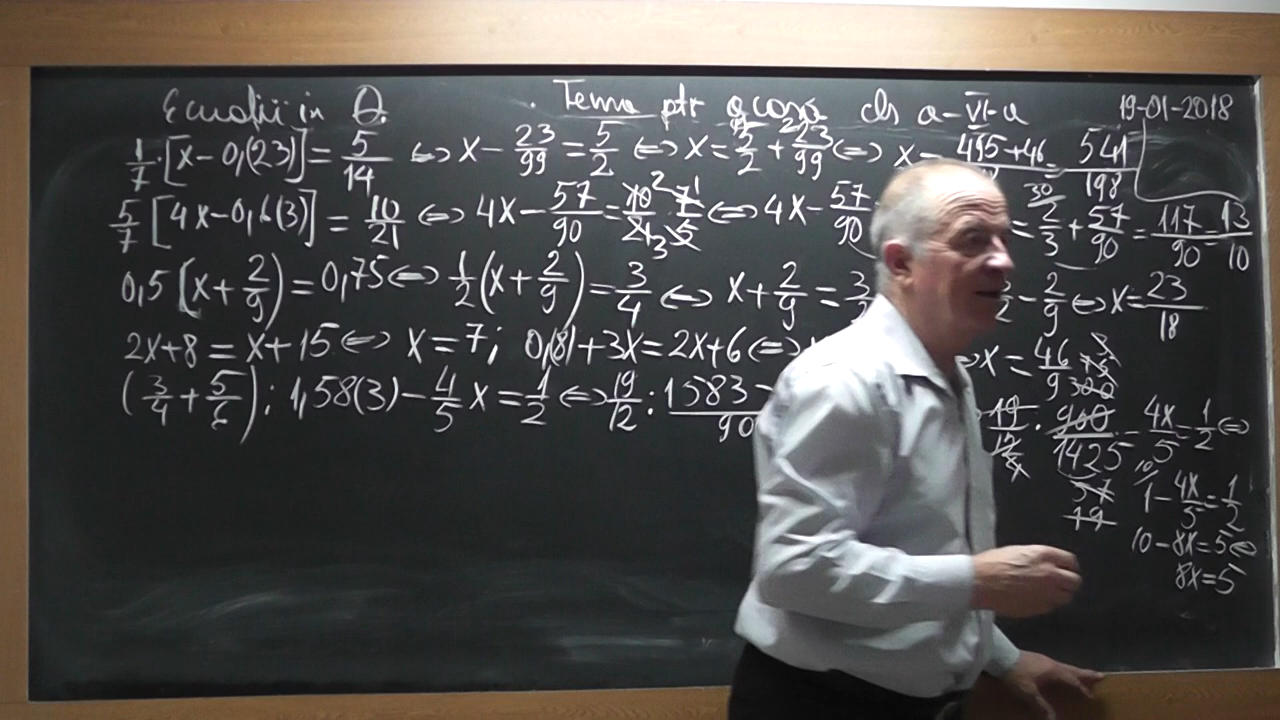 Ecuații in Q. Tema ptr acasă cls a-VI-a 19-01-2018
1/7·[x-0,(23)] = 5/14 ⇔ x - 23/99 = 5/2 ⇔ x = 5/2 + 23/99 ⇔ x = 495+46 = 541/198
5/7 [4x-0,6(3)] = 10/21 ⇔ 4x - 57/90 = 10/21 · 7/5 ⇔ 4x - 57/90 = 2/3 + 57/90 = 117/90 = 13/10
0,5 (x + 2/9) = 0,75 ⇔ 1/2 (x + 2/9) = 3/4 ⇔ x + 2/9 = 3/ - 2/9 ⇔ x = 23/18
2x+8 = x+15 ⇔ x = 7; 0,(8)+3x = 2x+6 ⇔ x = 46/9
(3/4 + 5/6) : 1,58(3) - 4/5 x = 1/2 ⇔ 19/12 : 1583 - /90 19/12 · 900/1425 - 4x/5 = 1/2 ⇔
1 - 4x/5 = 1/2
10 - 8x = 5 ⇔
8x = 5